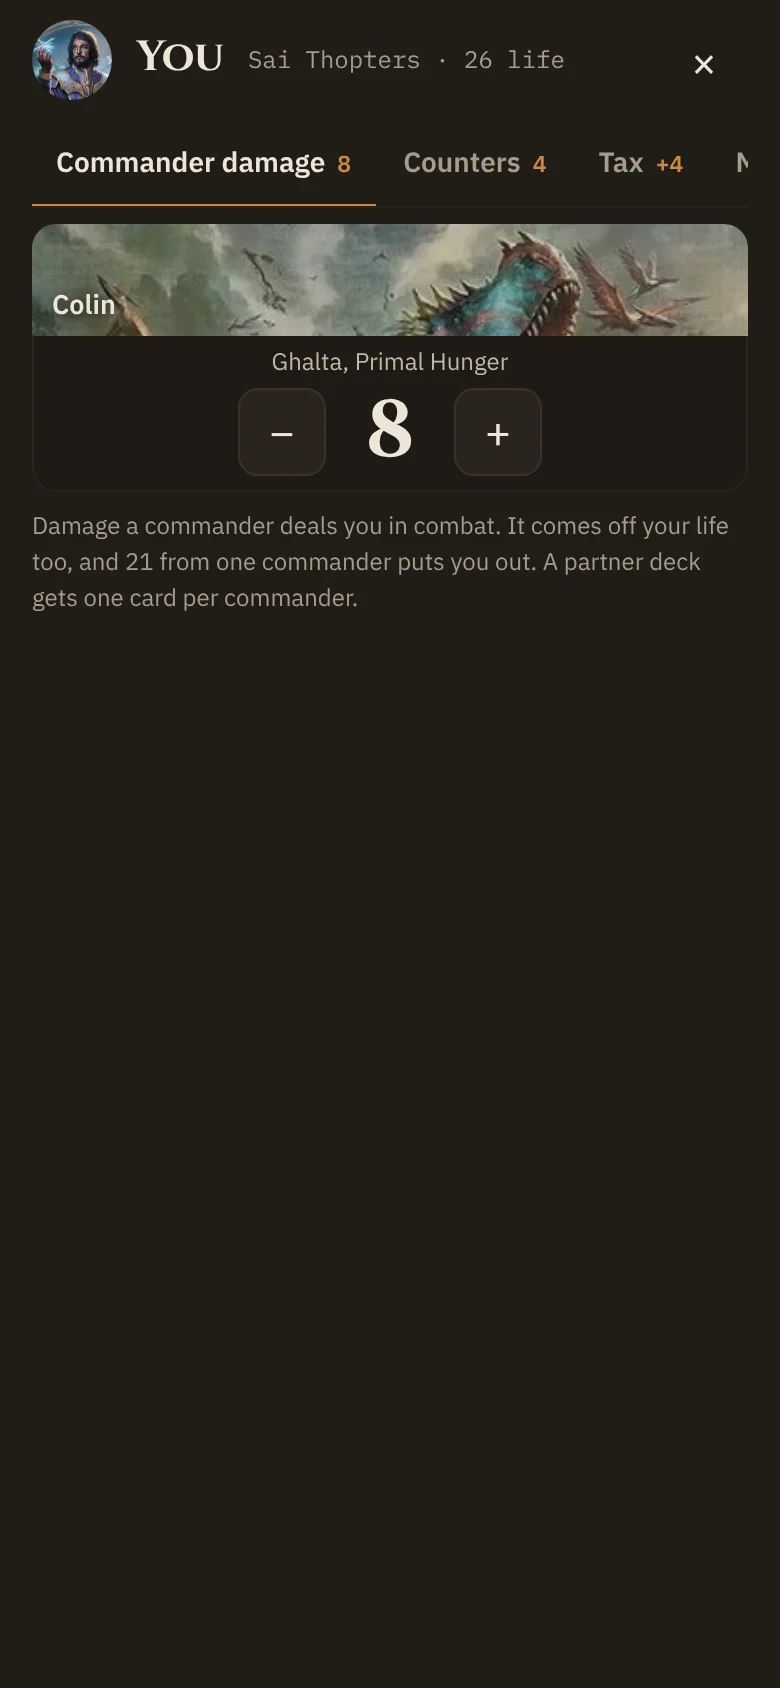 YOU Sai Thopters · 26 life ×
Commander damage 8 Counters 4 Tax +4
Colin
Ghalta, Primal Hunger
− 8 +
Damage a commander deals you in combat. It comes off your life
too, and 21 from one commander puts you out. A partner deck
gets one card per commander.